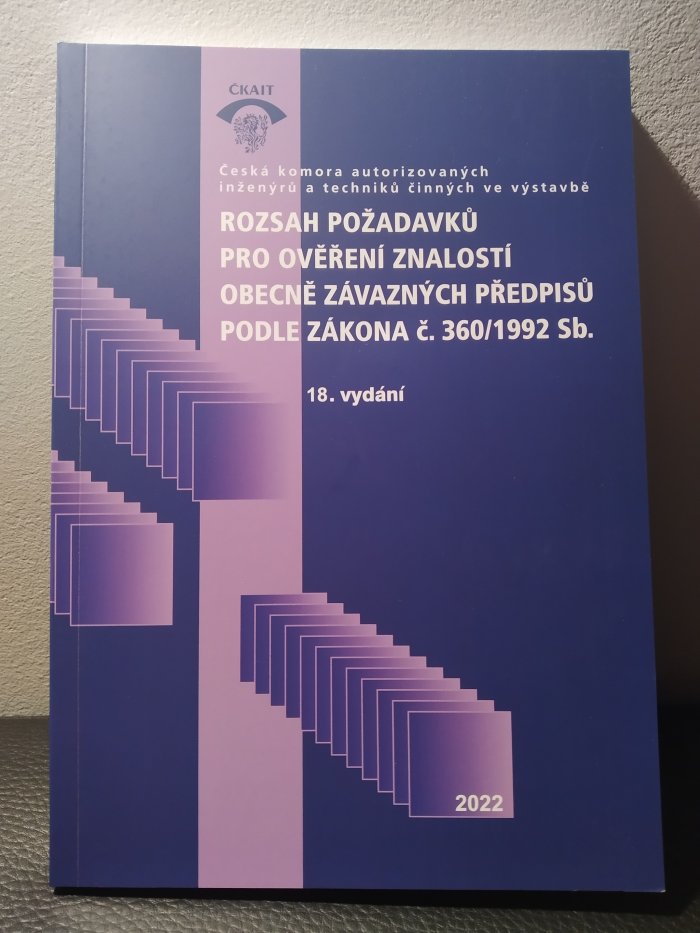 ČKAIT
Česká komora autorizovaných
inženýrů a techniků činných ve výstavbě
ROZSAH POŽADAVKŮ
PRO OVĚŘENÍ ZNALOSTÍ
OBECNĚ ZÁVAZNÝCH PŘEDPISŮ
PODLE ZÁKONA č. 360/1992 Sb.
18. vydání
2022